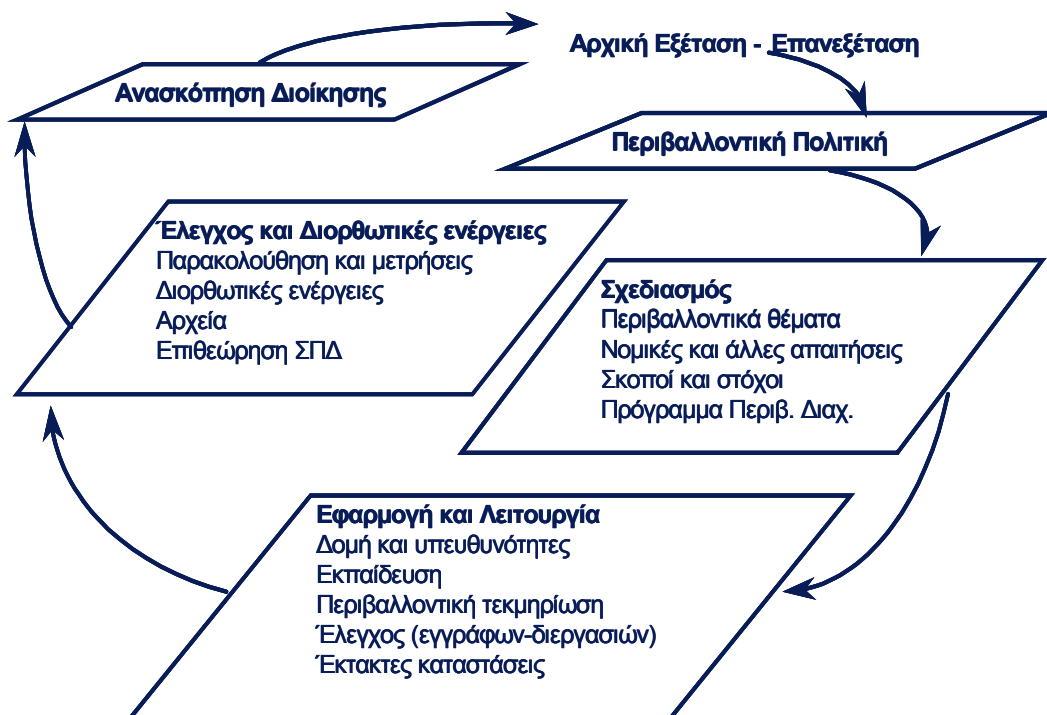 Αρχική Εξέταση - Επανεξέταση
Ανασκόπηση Διοίκησης
Περιβαλλοντική Πολιτική
Έλεγχος και Διορθωτικές ενέργειες
Παρακολούθηση και μετρήσεις
Διορθωτικές ενέργειες
Αρχεία
Επιθεώρηση ΣΠΔ
Σχεδιασμός
Περιβαλλοντικά θέματα
Νομικές και άλλες απαιτήσεις
Σκοποί και στόχοι
Πρόγραμμα Περιβ. Διαχ.
Εφαρμογή και Λειτουργία
Δομή και υπευθυνότητες
Εκπαίδευση
Περιβαλλοντική τεκμηρίωση
Έλεγχος (εγγράφων-διεργασιών)
Έκτακτες καταστάσεις